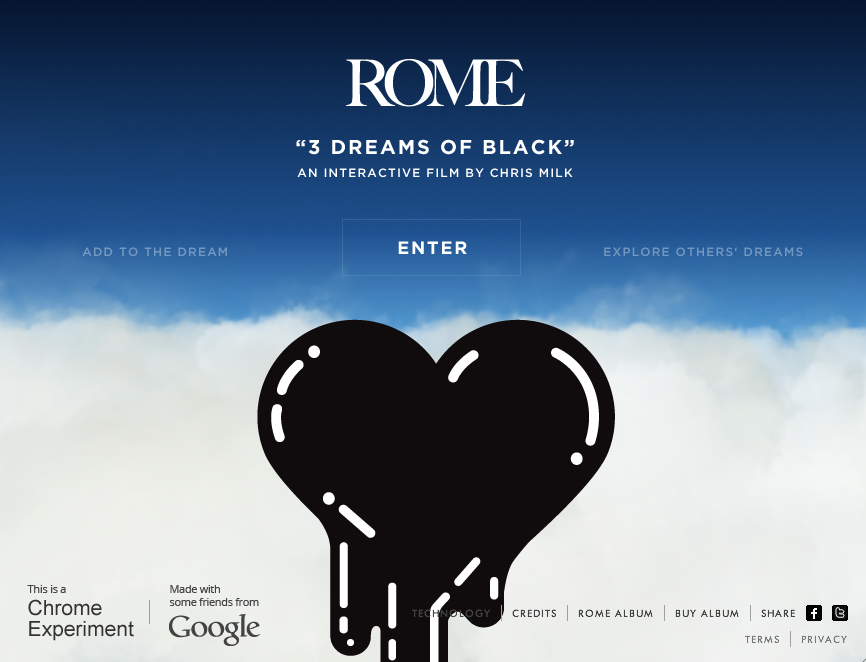 ROME
“3 DREAMS OF BLACK”
AN INTERACTIVE FILM BY CHRIS MILK
ADD TO THE DREAM
ENTER
EXPLORE OTHERS' DREAMS
This is a
Chrome
Experiment
Made with
some friends from
Google
TECHNOLOGY | CREDITS | ROME ALBUM | BUY ALBUM | SHARE
TERMS | PRIVACY